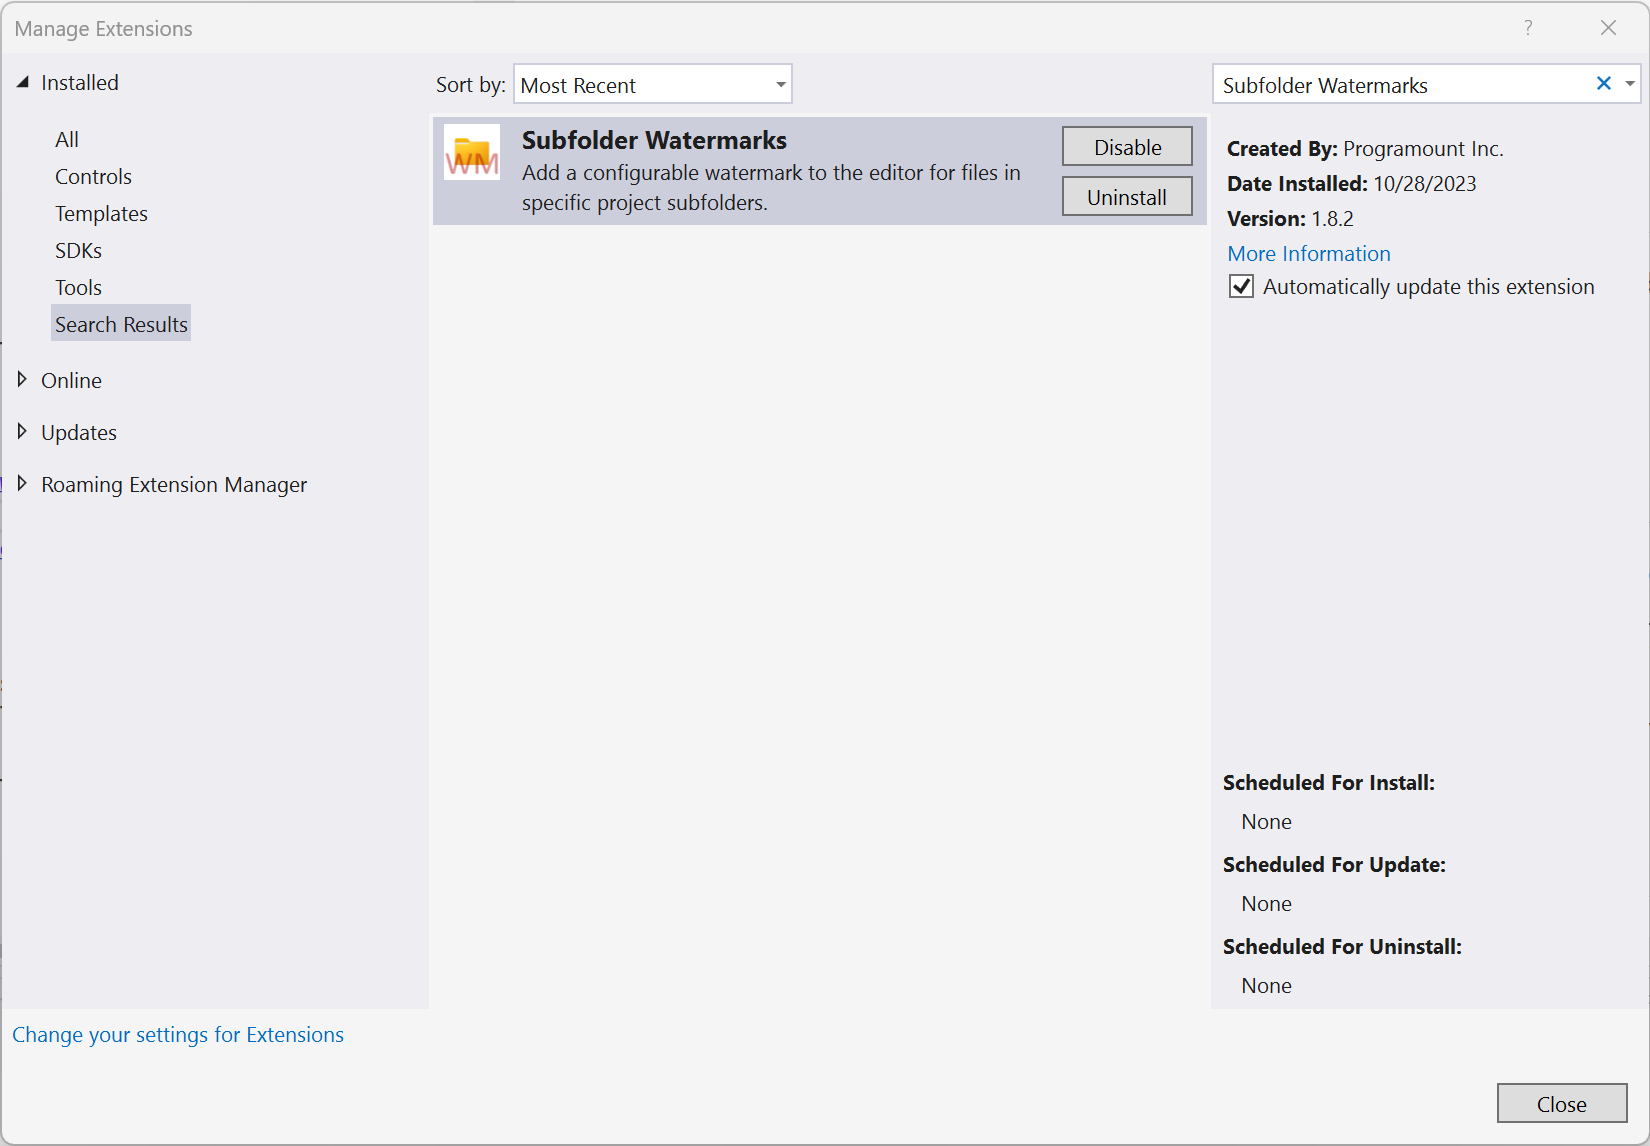 Manage Extensions
?
Installed
All
Controls
Templates
SDKs
Tools
Search Results
Online
Updates
Roaming Extension Manager
Sort by: Most Recent
WM
Subfolder Watermarks
Add a configurable watermark to the editor for files in
specific project subfolders.
Disable
Uninstall
Subfolder Watermarks
Created By: Programount Inc.
Date Installed: 10/28/2023
Version: 1.8.2
More Information
Automatically update this extension
Scheduled For Install:
None
Scheduled For Update:
None
Scheduled For Uninstall:
None
Change your settings for Extensions
Close